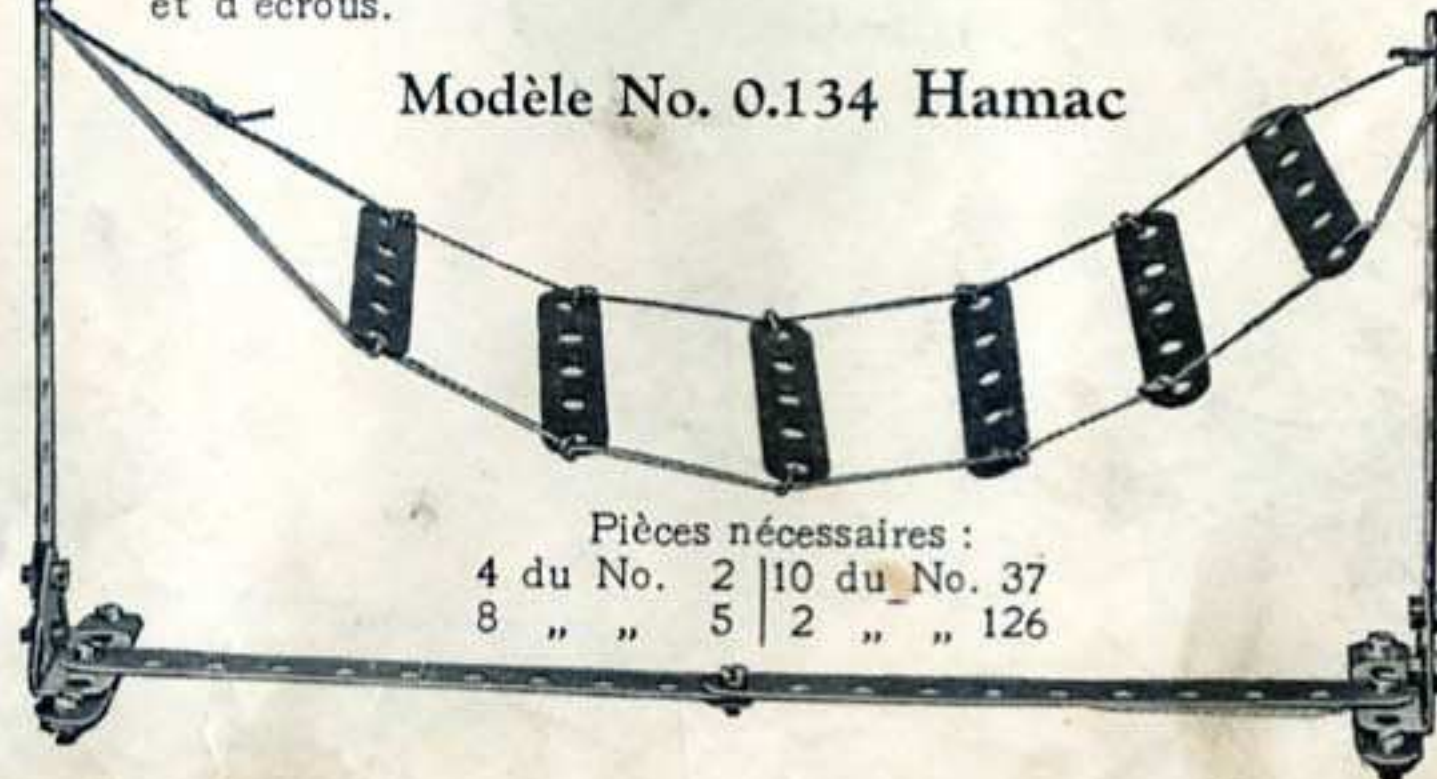 et d'écrous.
Modèle No. 0.134 Hamac
Pièces nécessaires :
4 du No. 2 | 10 du No. 37
8 „ „ 5 | 2 „ „ 126